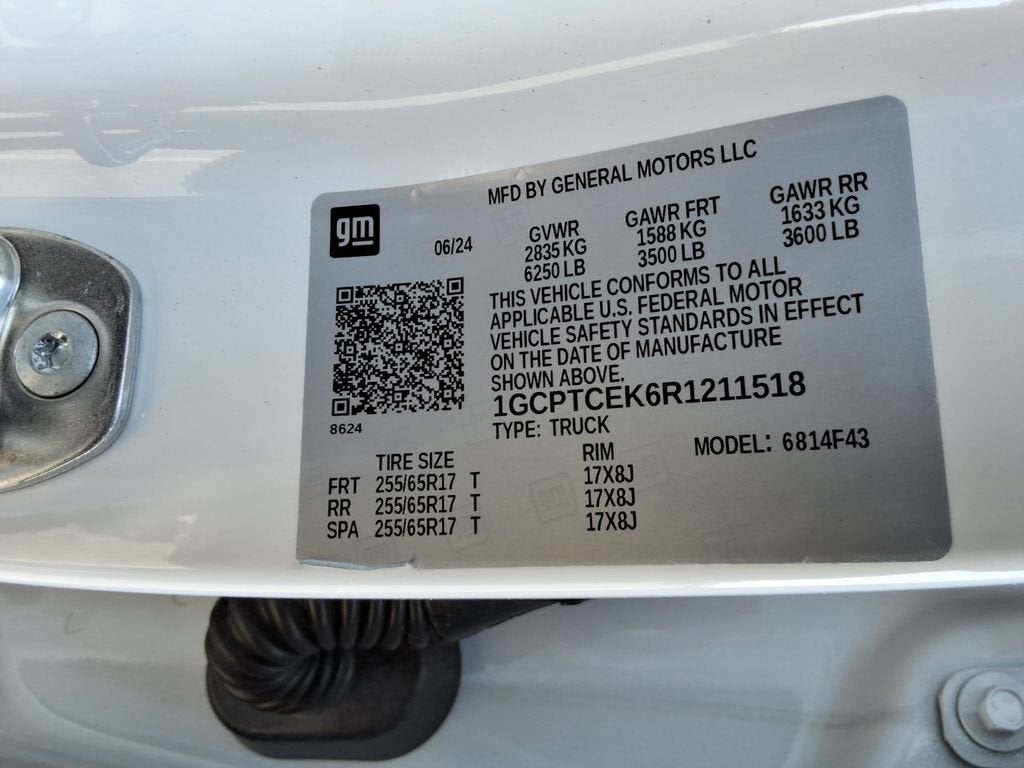 MFD BY GENERAL MOTORS LLC
gm
06/24
GVWR GAWR FRT GAWR RR
2835 KG 1588 KG 1633 KG
6250 LB 3500 LB 3600 LB
THIS VEHICLE CONFORMS TO ALL
APPLICABLE U.S. FEDERAL MOTOR
VEHICLE SAFETY STANDARDS IN EFFECT
ON THE DATE OF MANUFACTURE
SHOWN ABOVE.
1GCPTCEK6R1211518
8624
TYPE: TRUCK
MODEL: 6814F43
TIRE SIZE RIM
FRT 255/65R17 T 17X8J
RR 255/65R17 T 17X8J
SPA 255/65R17 T 17X8J